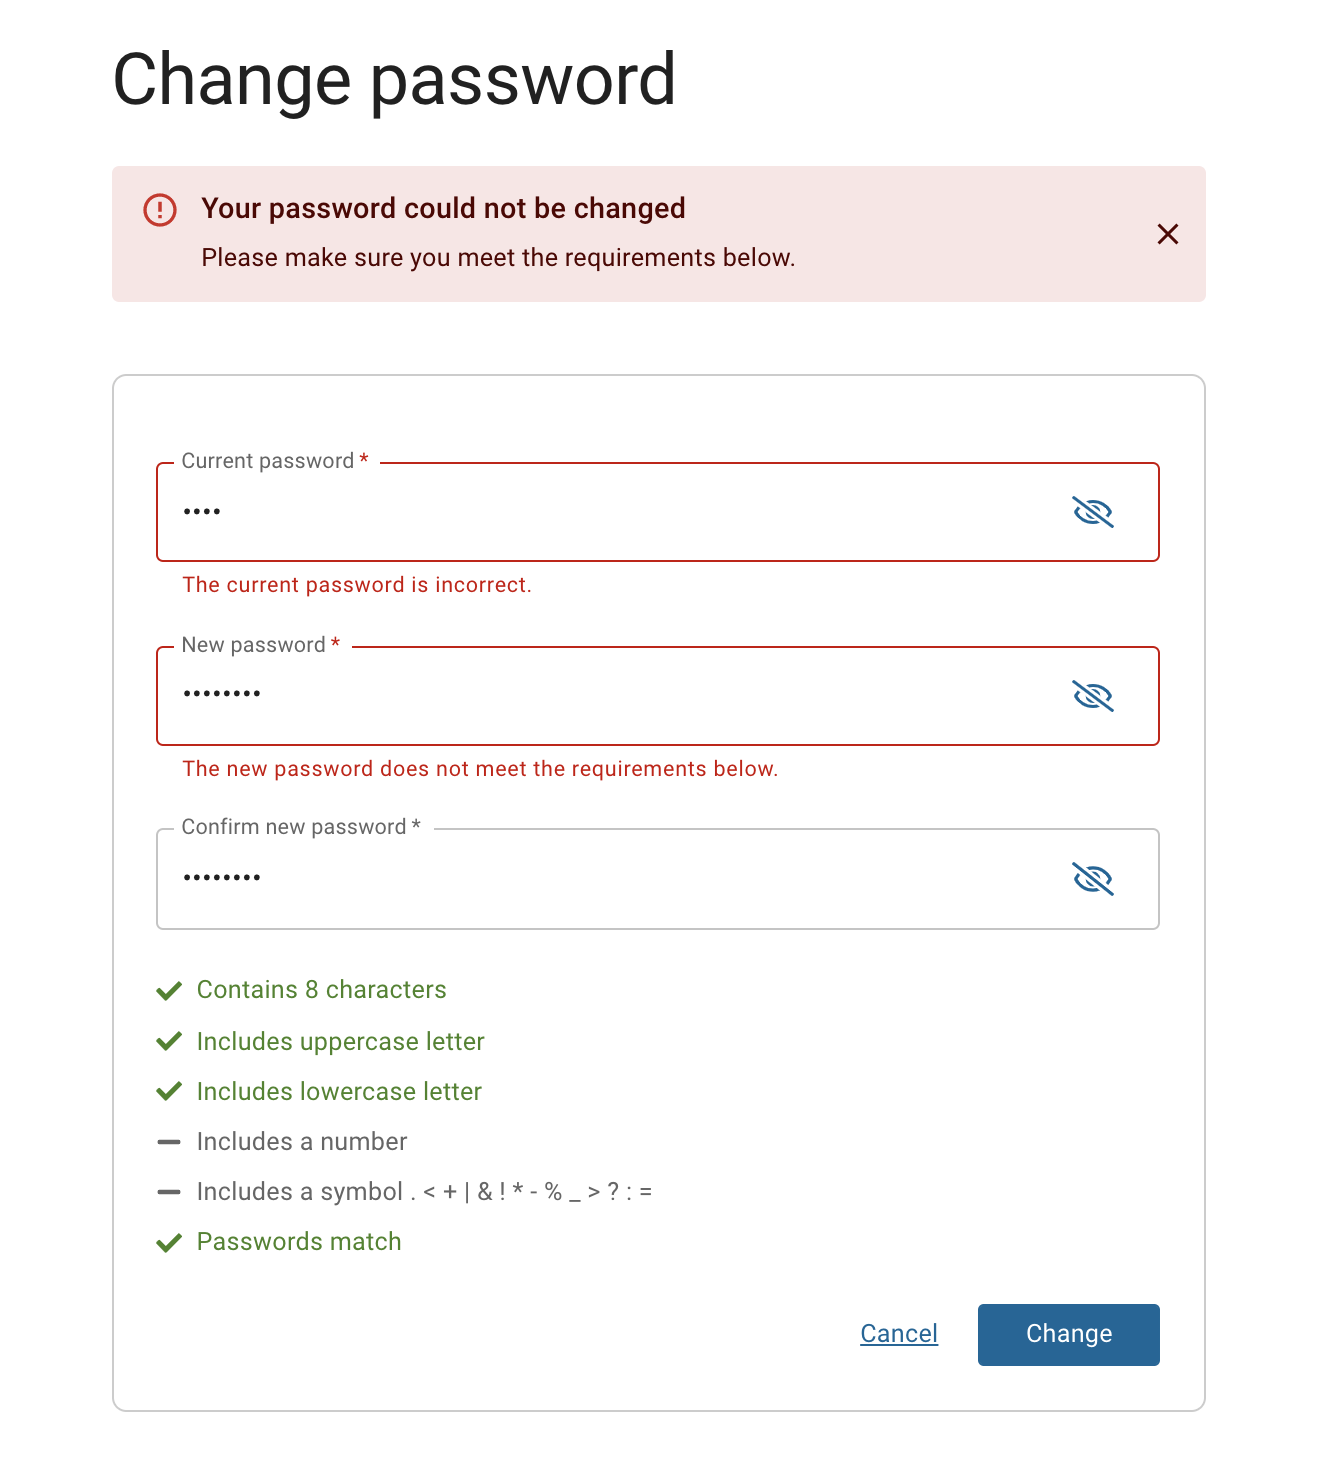 Change password
Your password could not be changed
Please make sure you meet the requirements below.
Current password *
••••
The current password is incorrect.
New password *
••••••••
The new password does not meet the requirements below.
Confirm new password *
••••••••
Contains 8 characters
Includes uppercase letter
Includes lowercase letter
Includes a number
Includes a symbol . < + | & ! * - % _ > ? : =
Passwords match
Cancel
Change